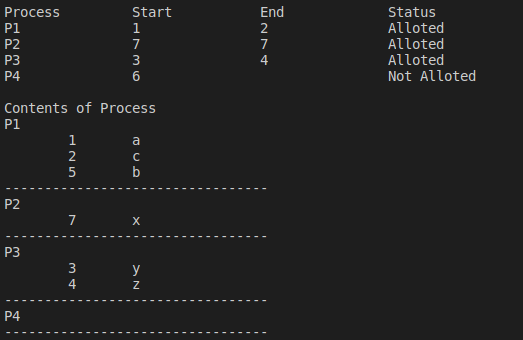 Process Start End Status
P1 1 2 Alloted
P2 7 7 Alloted
P3 3 4 Alloted
P4 6 Not Alloted
Contents of Process
P1
1 a
2 c
5 b
---------------------------------
P2
7 x
---------------------------------
P3
3 y
4 z
---------------------------------
P4
---------------------------------